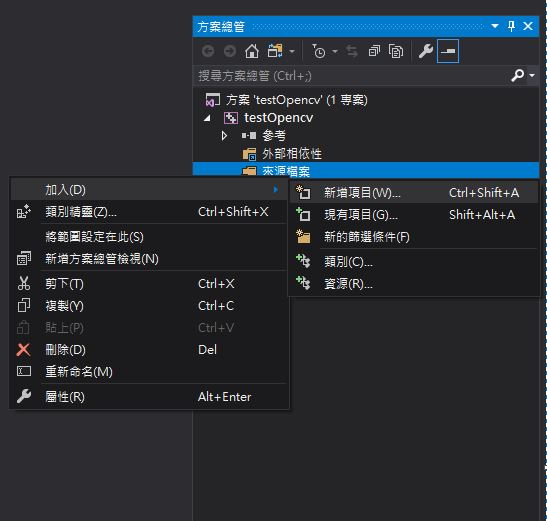 方案總管
搜尋方案總管 (Ctrl+;)
方案 'testOpencv' (1 專案)
testOpencv
參考
外部相依性
來源檔案
加入(D)
類別精靈(Z)... Ctrl+Shift+X
將範圍設定在此(S)
新增方案總管檢視(N)
剪下(T) Ctrl+X
複製(Y) Ctrl+C
貼上(P) Ctrl+V
刪除(D) Del
重新命名(M)
屬性(R) Alt+Enter
新增項目(W)... Ctrl+Shift+A
現有項目(G)... Shift+Alt+A
新的篩選條件(F)
類別(C)...
資源(R)...